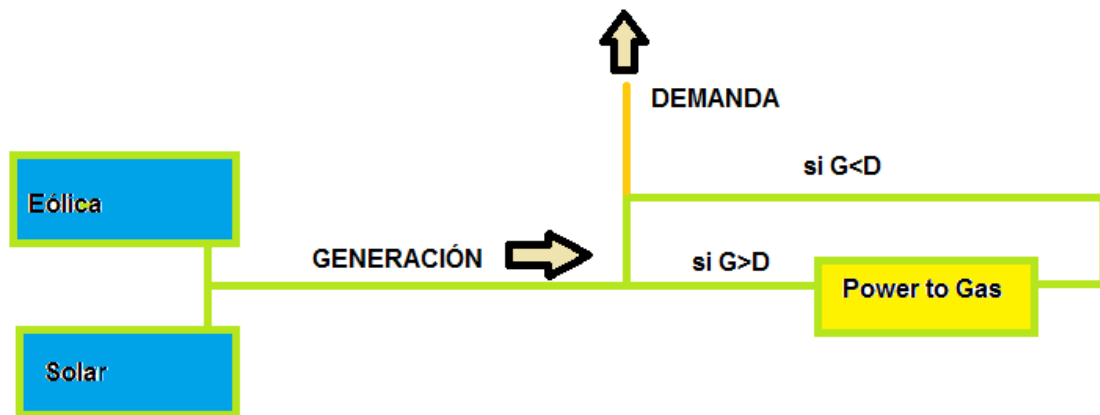 DEMANDA
si G<D
Eólica
GENERACIÓN
si G>D
Power to Gas
Solar